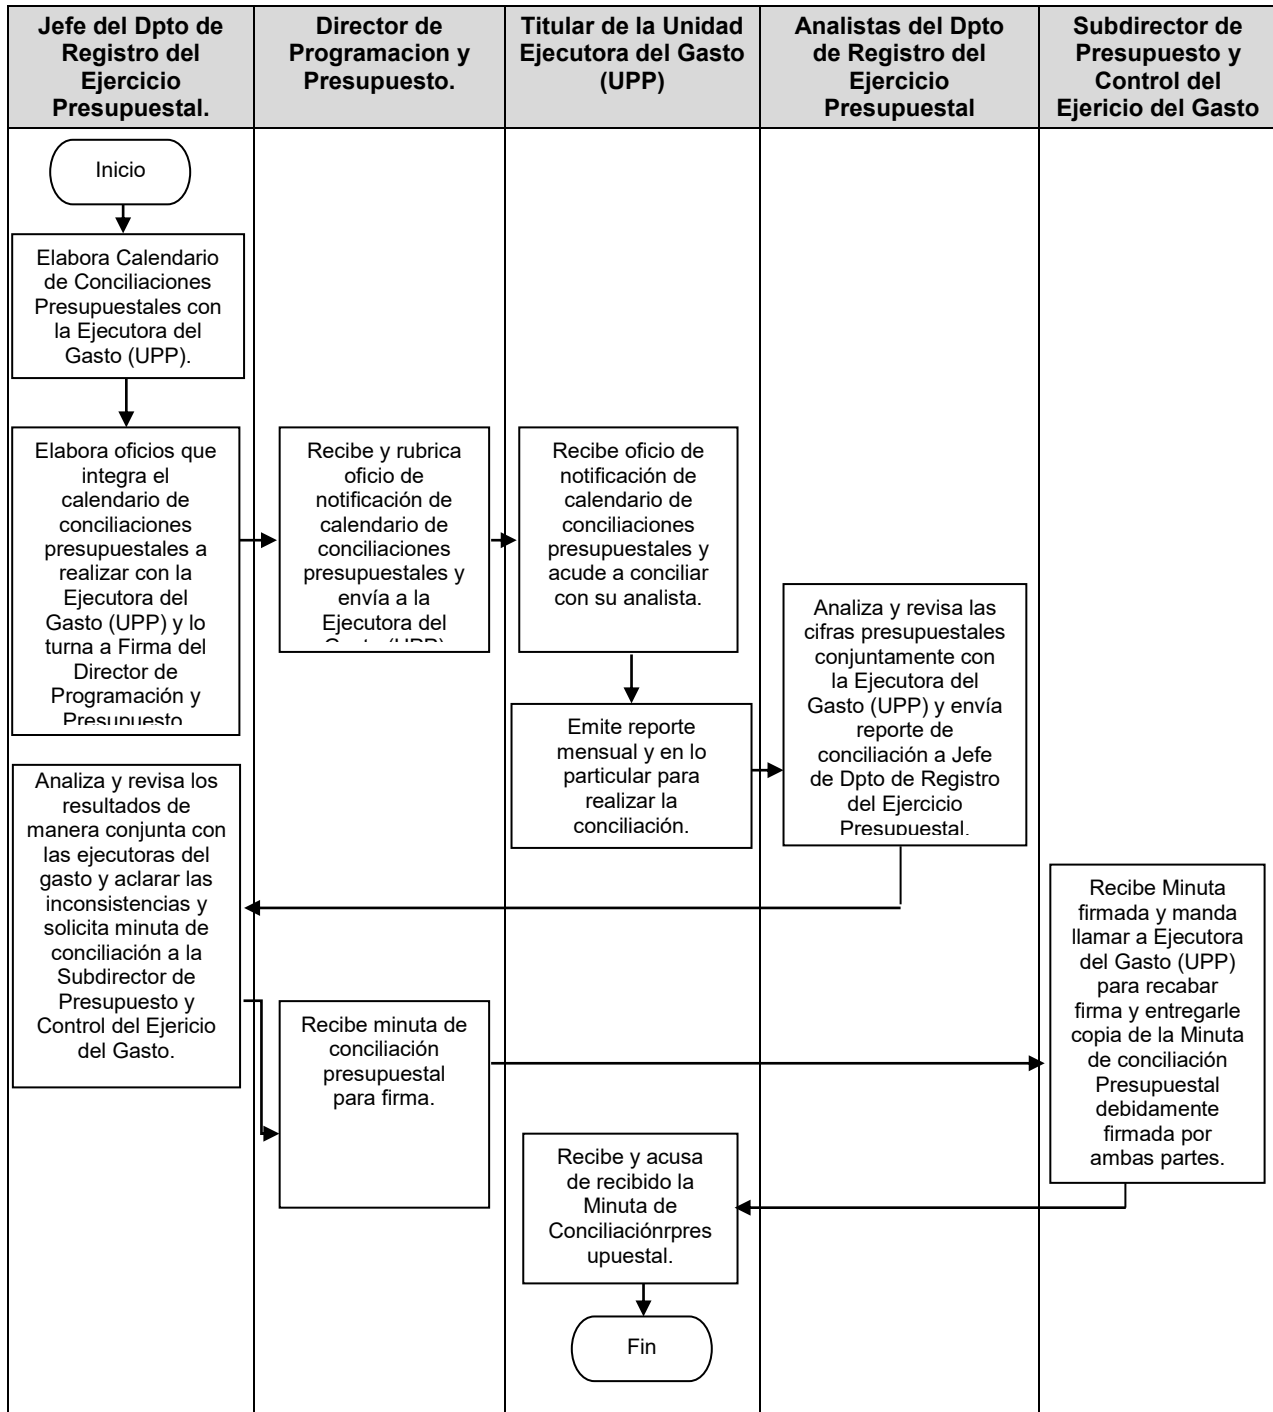 Jefe del Dpto de
Registro del
Ejercicio
Presupuestal.
Director de
Programacion y
Presupuesto.
Titular de la Unidad
Ejecutora del Gasto
(UPP)
Analistas del Dpto
de Registro del
Ejercicio
Presupuestal
Subdirector de
Presupuesto y
Control del
Ejericio del Gasto
Inicio
Elabora Calendario
de Conciliaciones
Presupuestales con
la Ejecutora del
Gasto (UPP).
Elabora oficios que
integra el
calendario de
conciliaciones
presupuestales a
realizar con la
Ejecutora del
Gasto (UPP) y lo
turna a Firma del
Director de
Programación y
Presupuesto
Recibe y rubrica
oficio de
notificación de
calendario de
conciliaciones
presupuestales y
envía a la
Ejecutora del
Gasto (UPP)
Recibe oficio de
notificación de
calendario de
conciliaciones
presupuestales y
acude a conciliar
con su analista.
Emite reporte
mensual y en lo
particular para
realizar la
conciliación.
Analiza y revisa las
cifras presupuestales
conjuntamente con
la Ejecutora del
Gasto (UPP) y envía
reporte de
conciliación a Jefe
de Dpto de Registro
del Ejercicio
Presupuestal.
Analiza y revisa los
resultados de
manera conjunta con
las ejecutoras del
gasto y aclarar las
inconsistencias y
solicita minuta de
conciliación a la
Subdirector de
Presupuesto y
Control del Ejericio
del Gasto.
Recibe minuta de
conciliación
presupuestal
para firma.
Recibe Minuta
firmada y manda
llamar a Ejecutora
del Gasto (UPP)
para recabar
firma y entregarle
copia de la Minuta
de conciliación
Presupuestal
debidamente
firmada por
ambas partes.
Recibe y acusa
de recibido la
Minuta de
Conciliaciónrpres
upuestal.
Fin